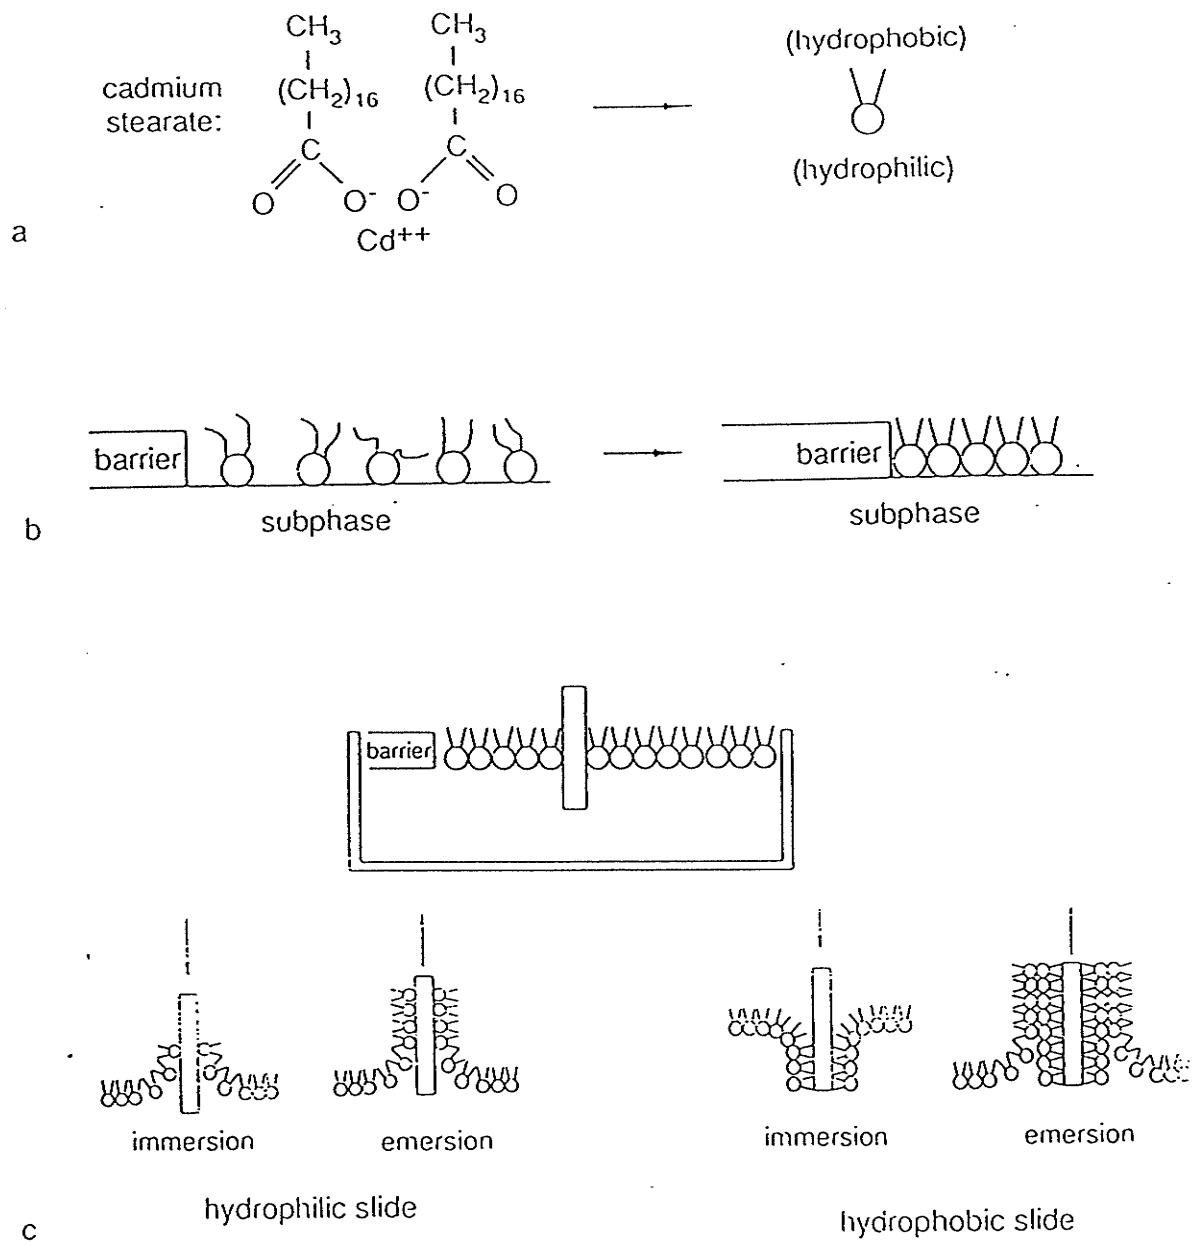 CH₃ CH₃ (hydrophobic)
cadmium (CH₂)₁₆ (CH₂)₁₆
stearate:
C C
(hydrophilic)
O O⁻ O⁻ O
Cd⁺⁺
a
barrier barrier
subphase subphase
b
barrier
immersion emersion immersion emersion
hydrophilic slide hydrophobic slide
c